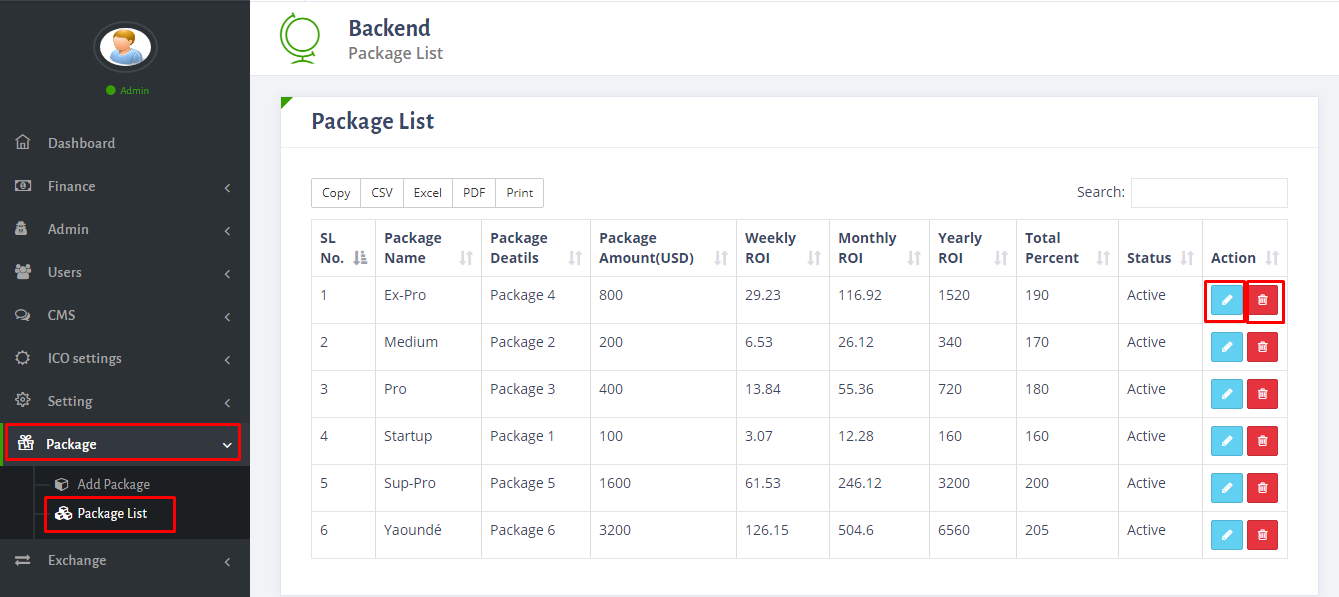 Admin
Dashboard
Finance
Admin
Users
CMS
ICO settings
Setting
Package
Add Package
Package List
Exchange
Backend
Package List
Package List
Copy CSV Excel PDF Print Search:
SL No. Package Name Package Deatils Package Amount(USD) Weekly ROI Monthly ROI Yearly ROI Total Percent Status Action
1 Ex-Pro Package 4 800 29.23 116.92 1520 190 Active
2 Medium Package 2 200 6.53 26.12 340 170 Active
3 Pro Package 3 400 13.84 55.36 720 180 Active
4 Startup Package 1 100 3.07 12.28 160 160 Active
5 Sup-Pro Package 5 1600 61.53 246.12 3200 200 Active
6 Yaoundé Package 6 3200 126.15 504.6 6560 205 Active